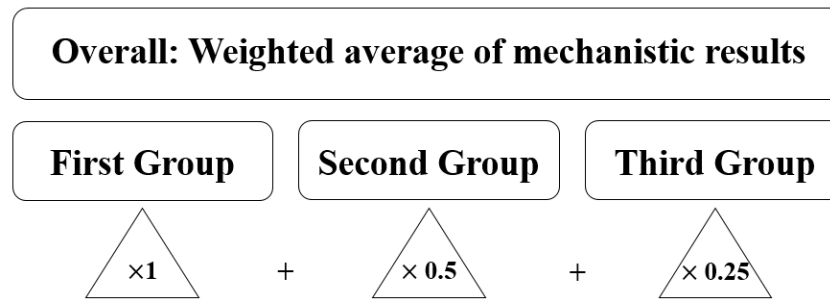 Overall: Weighted average of mechanistic results
First Group Second Group Third Group
×1 + × 0.5 + × 0.25